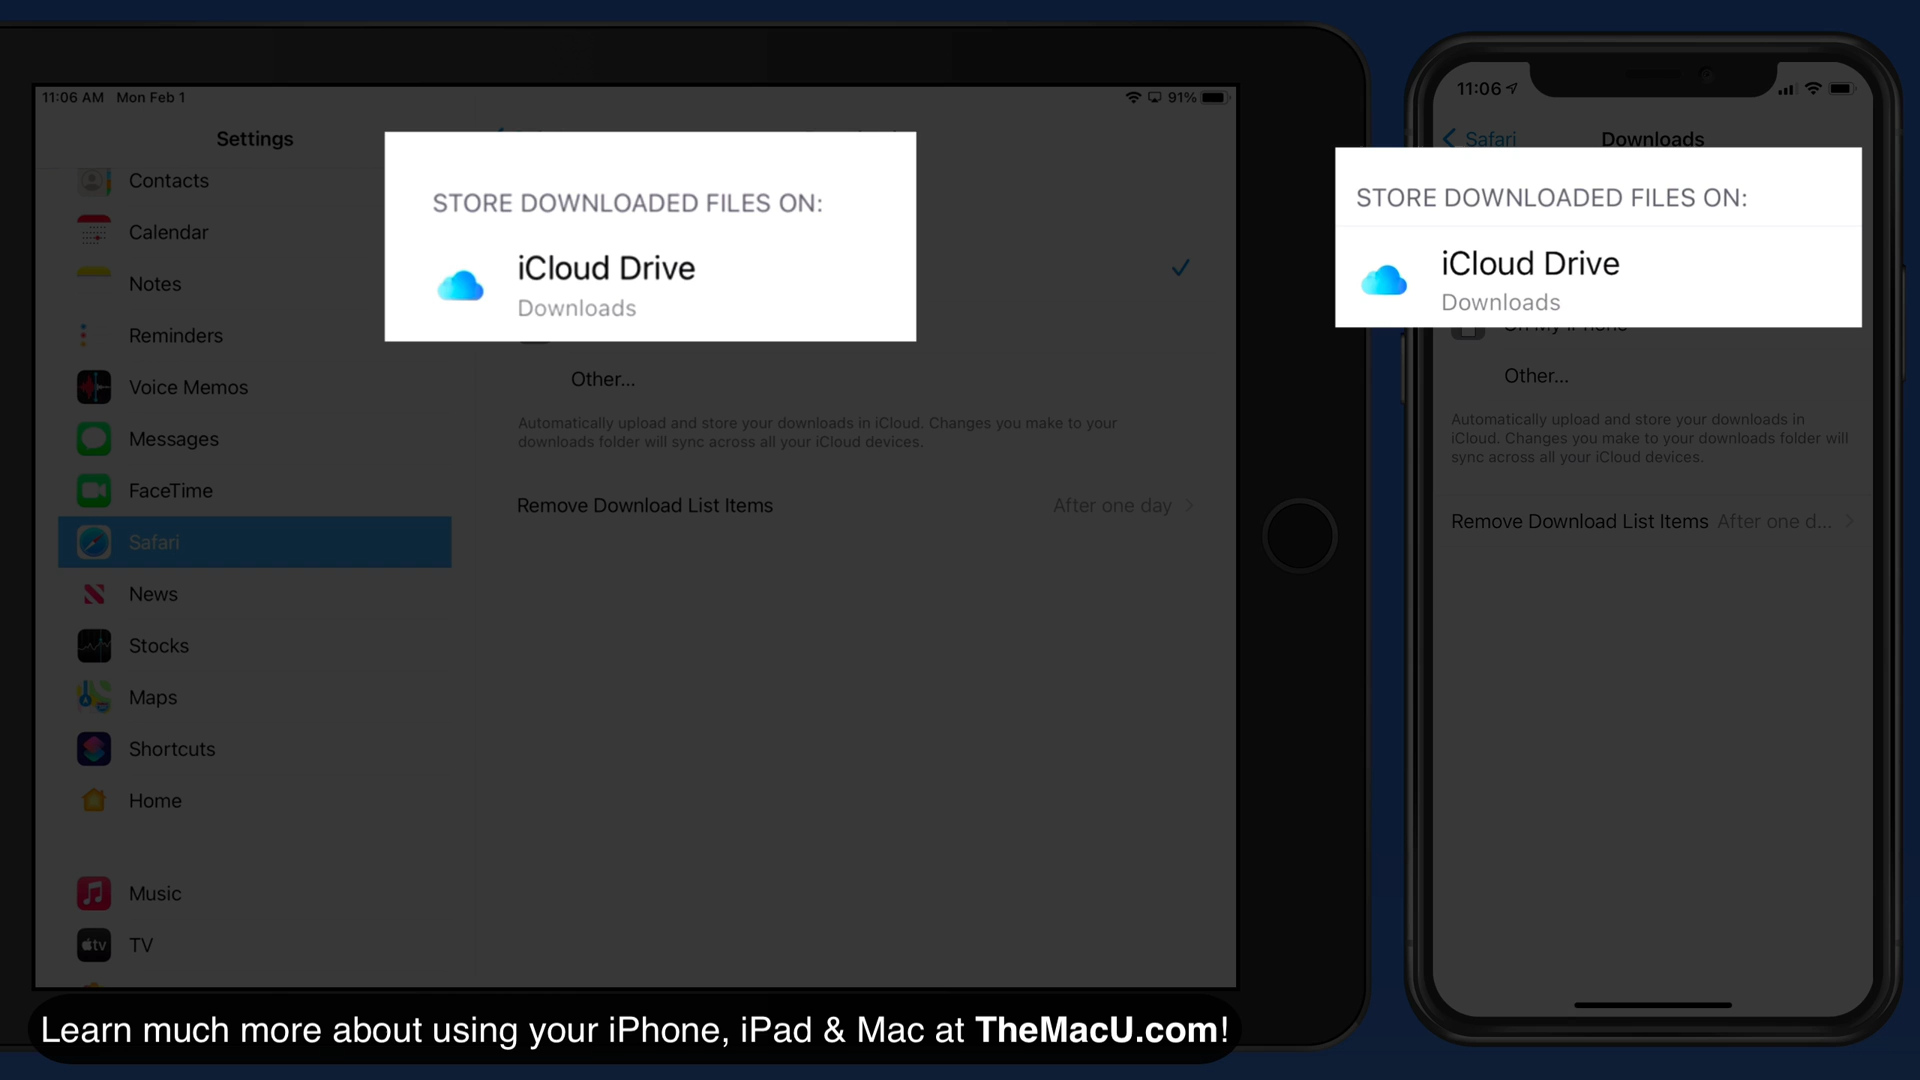 11:06 AM Mon Feb 1
91%
Settings
Contacts
Calendar
Notes
Reminders
Voice Memos
Messages
FaceTime
Safari
News
Stocks
Maps
Shortcuts
Home
Music
tv TV
STORE DOWNLOADED FILES ON:
iCloud Drive
Downloads
Other...
Automatically upload and store your downloads in iCloud. Changes you make to your
downloads folder will sync across all your iCloud devices.
Remove Download List Items After one day
11:06
Safari Downloads
STORE DOWNLOADED FILES ON:
iCloud Drive
Downloads
On My iPhone
Other...
Automatically upload and store your downloads in
iCloud. Changes you make to your downloads folder will
sync across all your iCloud devices.
Remove Download List Items After one d...
Learn much more about using your iPhone, iPad & Mac at TheMacU.com!